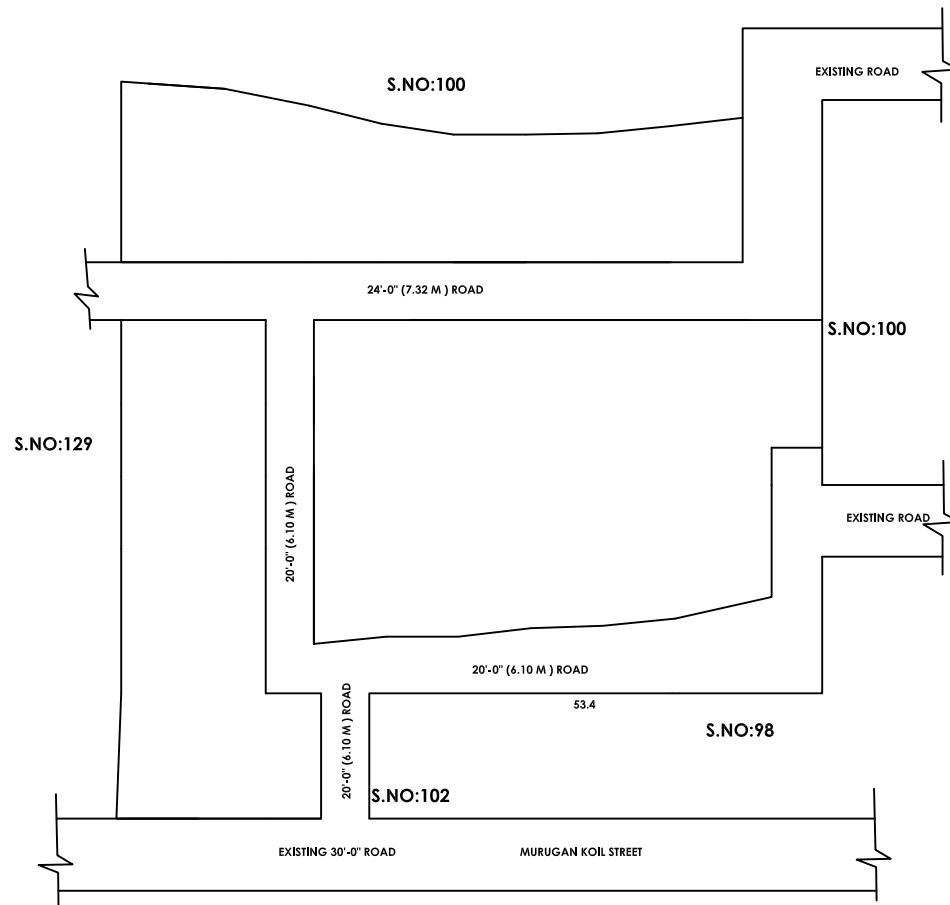 EXISTING ROAD
S.NO:100
24'-0" (7.32 M ) ROAD
S.NO:100
S.NO:129
20'-0" (6.10 M ) ROAD
EXISTING ROAD
20'-0" (6.10 M ) ROAD
53.4
20'-0" (6.10 M ) ROAD
S.NO:98
S.NO:102
EXISTING 30'-0" ROAD
MURUGAN KOIL STREET